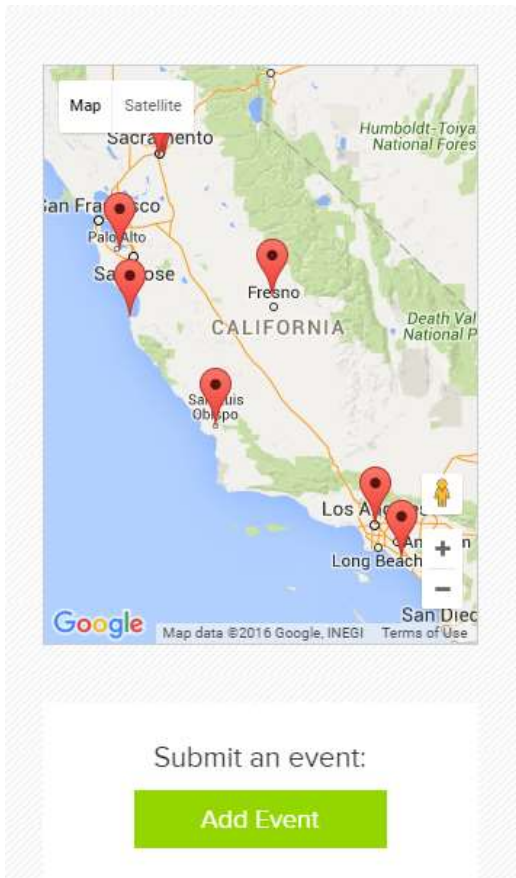 Map Satellite
Humboldt-Toiya
National Fores
Sacramento
San Francisco
Palo Alto
San Jose
Fresno
CALIFORNIA
Death Val
National P
San Luis
Obispo
Los Angeles
Long Beach
San Diec
Google
Map data ©2016 Google, INEGI Terms of Use
Submit an event:
Add Event